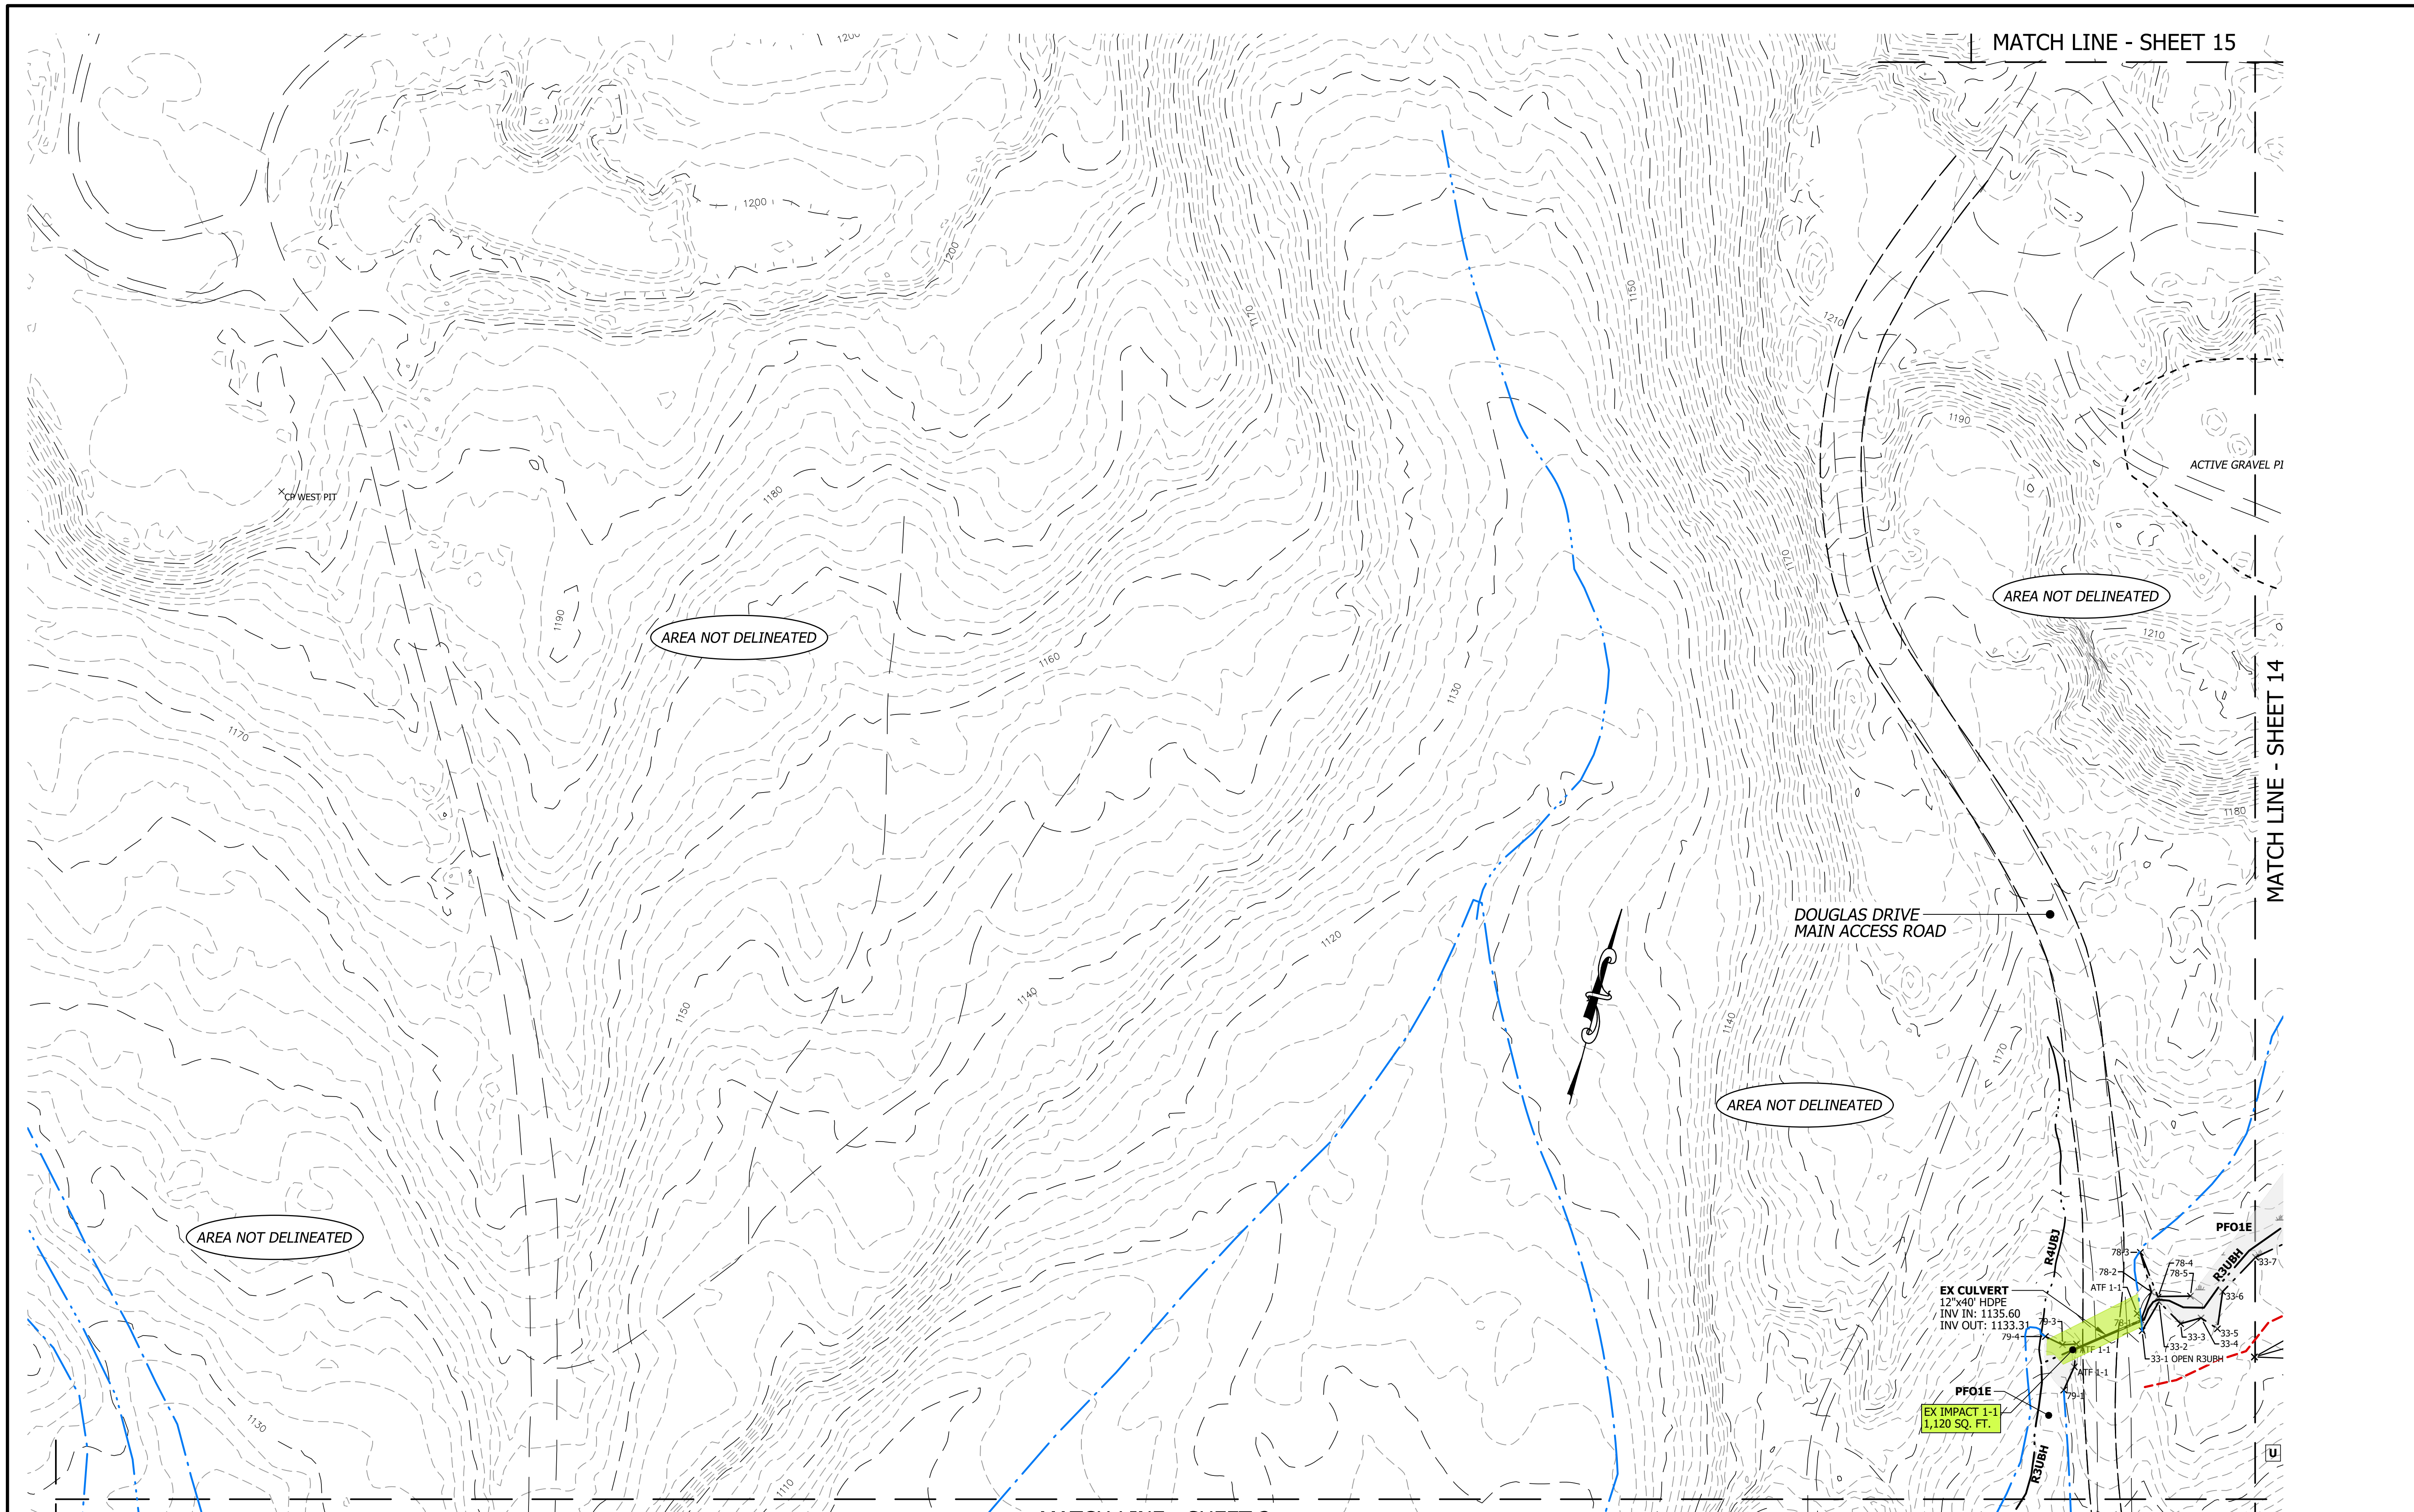 MATCH LINE - SHEET 15
1200
1200
1200
1170
1150
1210
1190
ACTIVE GRAVEL PI
CP WEST PIT
1180
1170
1190
AREA NOT DELINEATED
AREA NOT DELINEATED
1210
1160
1130
MATCH LINE - SHEET 14
1170
1180
DOUGLAS DRIVE
MAIN ACCESS ROAD
1120
1140
1150
1140
1170
AREA NOT DELINEATED
AREA NOT DELINEATED
PFO1E
R4UBJ
R3UBH
78-3
78-2
78-4
78-5
33-7
ATF 1-1
33-6
EX CULVERT
12"x40' HDPE
INV IN: 1135.60
INV OUT: 1133.31
79-3
78-1
79-4
33-5
33-3
33-4
33-2
ATF 1-1
33-1 OPEN R3UBH
ATF 1-1
PFO1E
79-1
EX IMPACT 1-1
1,120 SQ. FT.
1130
R3UBH
U
1110
MATCH LINE - SHEET